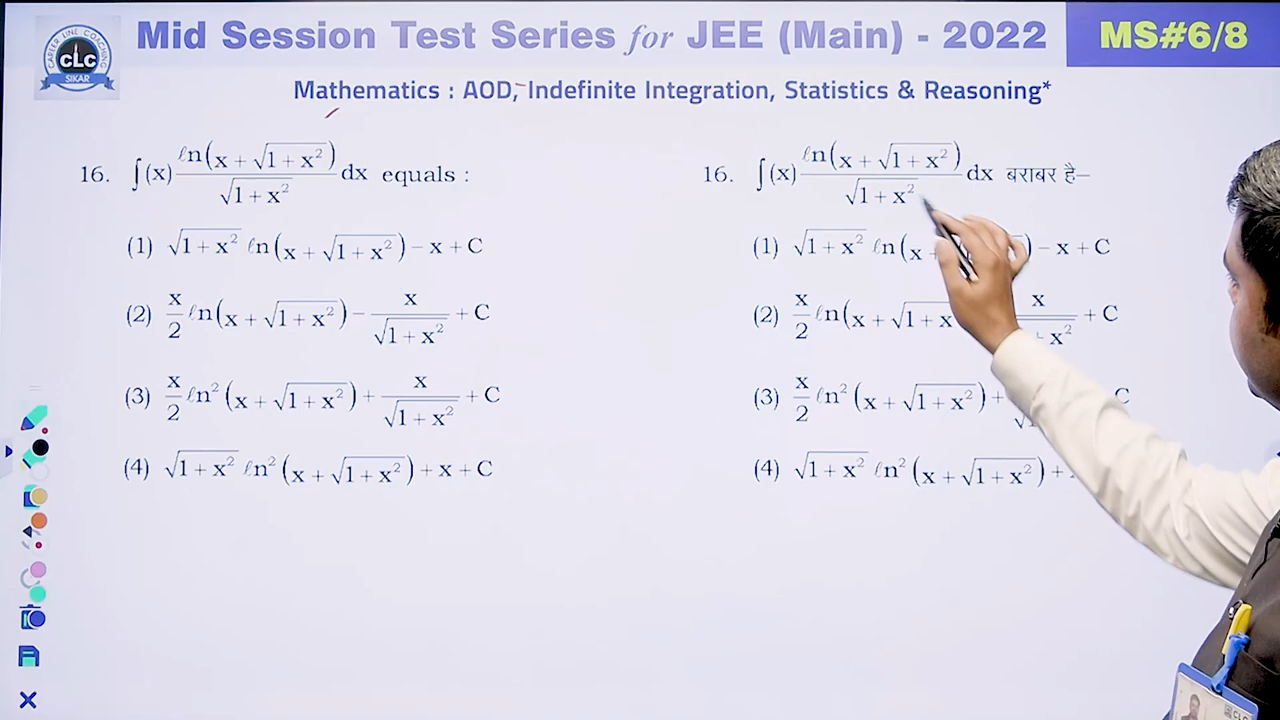 Mid Session Test Series for JEE (Main) - 2022
MS#6/8
CAREER LINE COACHING
CLC
SIKAR
Mathematics : AOD, Indefinite Integration, Statistics & Reasoning*
16. ∫(x) ℓn(x + √(1 + x²)) / √(1 + x²) dx equals :
(1) √(1 + x²) ℓn(x + √(1 + x²)) − x + C
(2) x/2 ℓn(x + √(1 + x²)) − x/√(1 + x²) + C
(3) x/2 ℓn² (x + √(1 + x²)) + x/√(1 + x²) + C
(4) √(1 + x²) ℓn² (x + √(1 + x²)) + x + C
16. ∫(x) ℓn(x + √(1 + x²)) / √(1 + x²) dx बराबर है–
(1) √(1 + x²) ℓn(x ) − x + C
(2) x/2 ℓn(x + √(1 + x x x² + C
(3) x/2 ℓn² (x + √(1 + x²)) + C
(4) √(1 + x²) ℓn² (x + √(1 + x²)) +
CLC